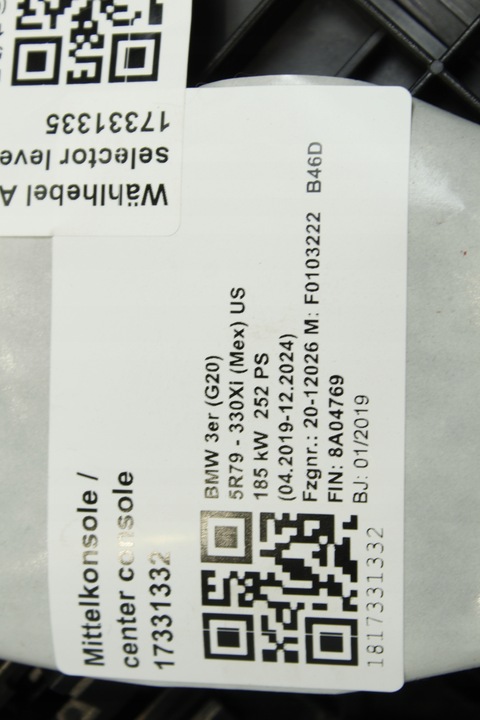 Mittelkonsole /
center console
17331332
BMW 3er (G20)
5R79 - 330Xi (Mex) US
185 kW 252 PS
(04.2019-12.2024)
Fzgnr.: 20-12026 M: F0103222 B46D
FIN: 8A04769
BJ: 01/2019
1817331332
Wählhebel A
selector leve
17331335